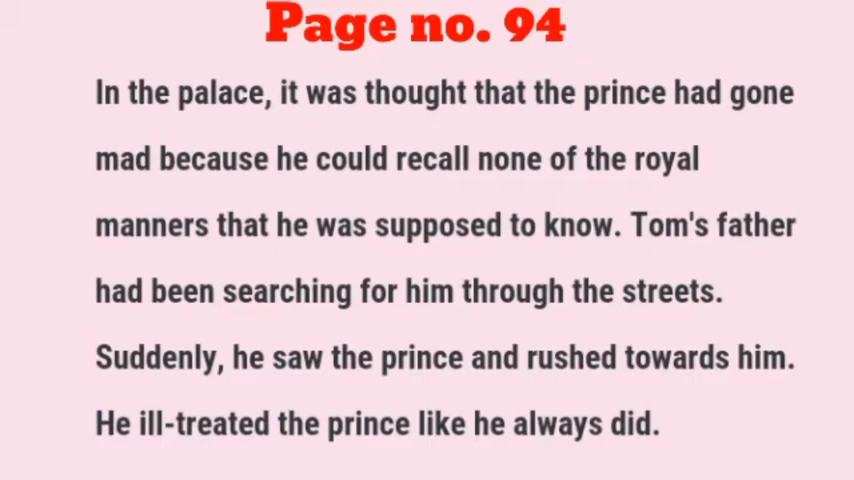 Page no. 94
In the palace, it was thought that the prince had gone
mad because he could recall none of the royal
manners that he was supposed to know. Tom's father
had been searching for him through the streets.
Suddenly, he saw the prince and rushed towards him.
He ill-treated the prince like he always did.